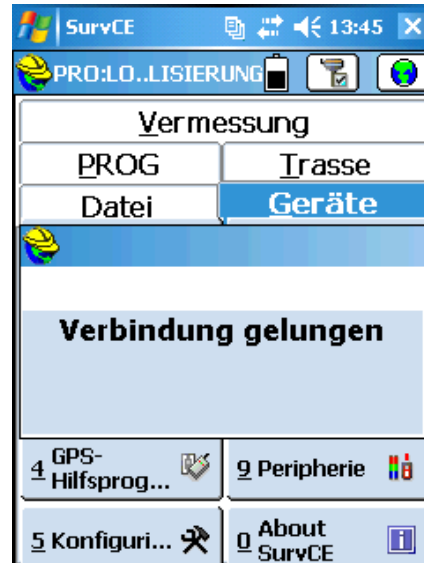 SurvCE 13:45
PRO:LO..LISIERUNG
Vermessung
PROG Trasse
Datei Geräte
Verbindung gelungen
4 GPS-Hilfsprog... 9 Peripherie
5 Konfiguri... 0 About SurvCE